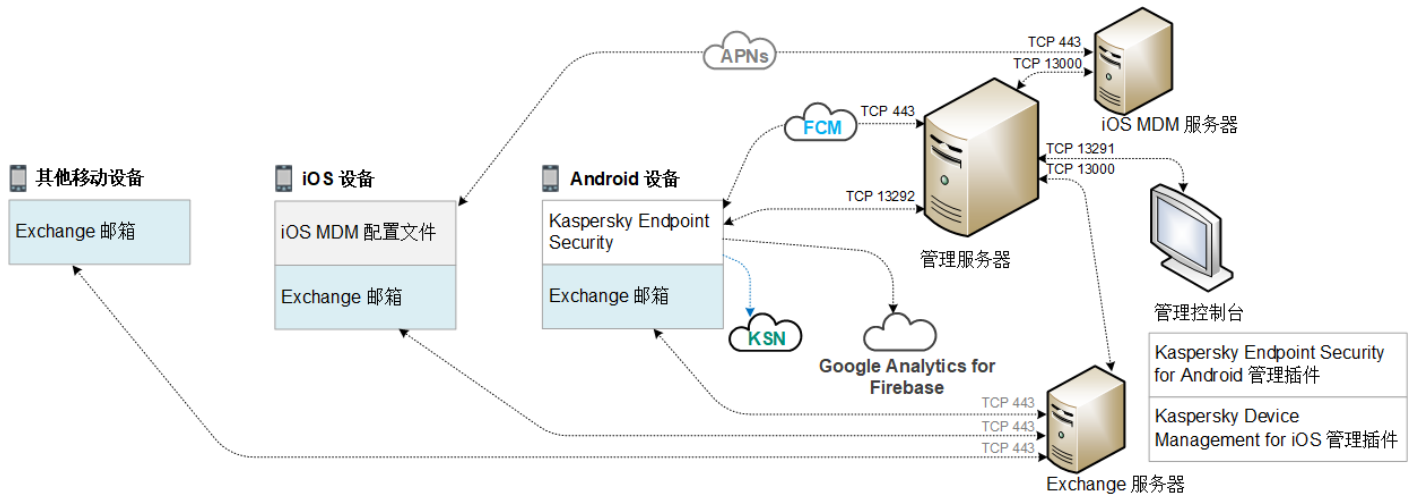 APNs
TCP 443
TCP 13000
iOS MDM 服务器
FCM
TCP 443
TCP 13291
TCP 13000
其他移动设备
Exchange 邮箱
iOS 设备
iOS MDM 配置文件
Exchange 邮箱
Android 设备
Kaspersky Endpoint
Security
Exchange 邮箱
TCP 13292
管理服务器
KSN
Google Analytics for
Firebase
管理控制台
Kaspersky Endpoint Security
for Android 管理插件
Kaspersky Device
Management for iOS 管理插件
TCP 443
TCP 443
TCP 443
Exchange 服务器